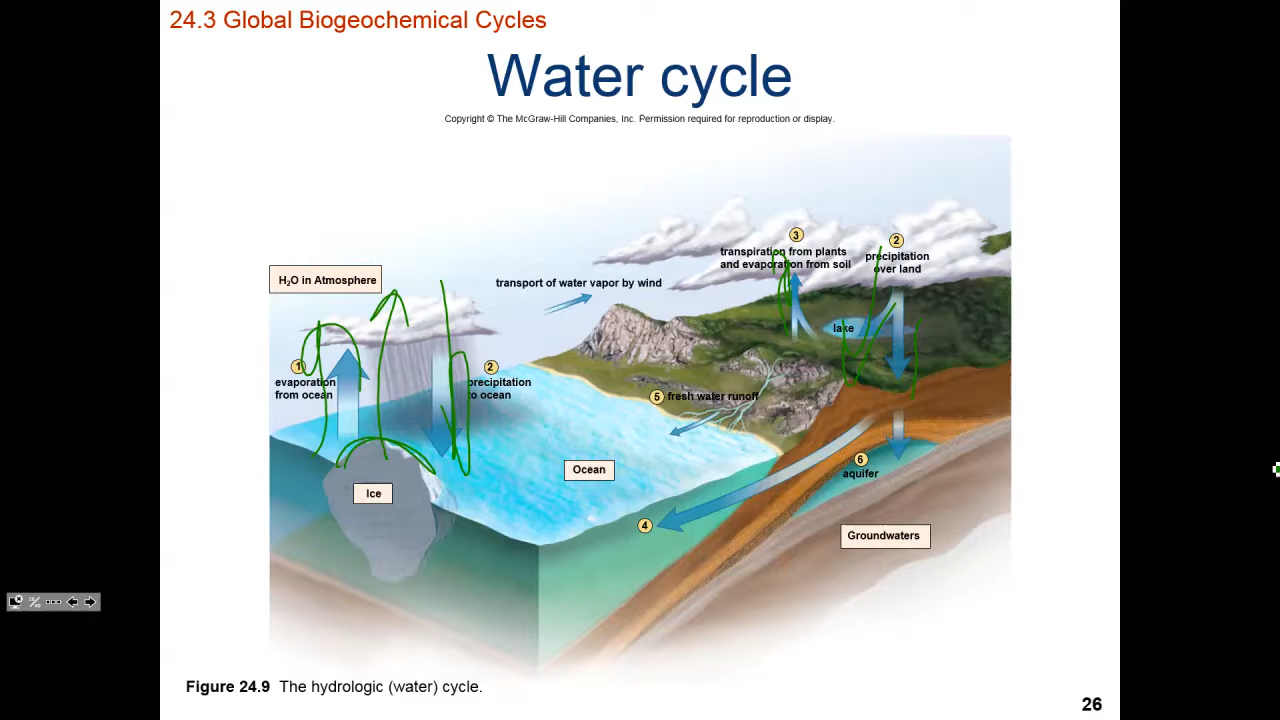 24.3 Global Biogeochemical Cycles
Water cycle
Copyright © The McGraw-Hill Companies, Inc. Permission required for reproduction or display.
H₂O in Atmosphere
transport of water vapor by wind
3
transpiration from plants
and evaporation from soil
2
precipitation
over land
lake
1
evaporation
from ocean
2
precipitation
to ocean
5 fresh water runoff
Ocean
Ice
6
aquifer
4
Groundwaters
Figure 24.9 The hydrologic (water) cycle.
26